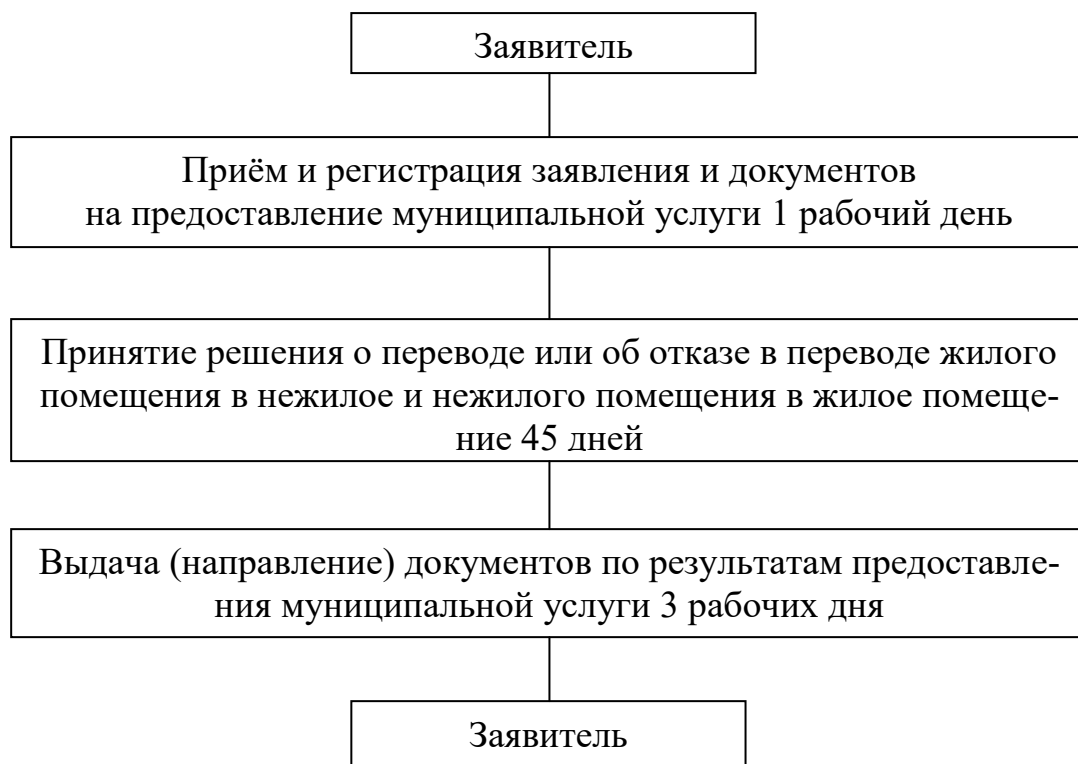 Заявитель
Приём и регистрация заявления и документов
на предоставление муниципальной услуги 1 рабочий день
Принятие решения о переводе или об отказе в переводе жилого
помещения в нежилое и нежилого помещения в жилое помеще-
ние 45 дней
Выдача (направление) документов по результатам предоставле-
ния муниципальной услуги 3 рабочих дня
Заявитель